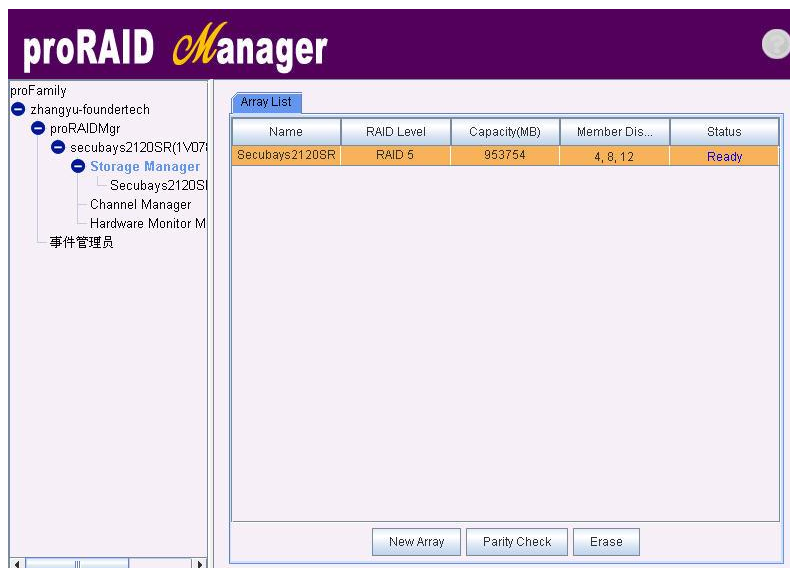 proRAID Manager
?
proFamily
zhangyu-foundertech
proRAIDMgr
secubays2120SR(1V078
Storage Manager
Secubays2120S
Channel Manager
Hardware Monitor M
事件管理员
Array List
Name RAID Level Capacity(MB) Member Dis... Status
Secubays2120SR RAID 5 953754 4, 8, 12 Ready
New Array Parity Check Erase